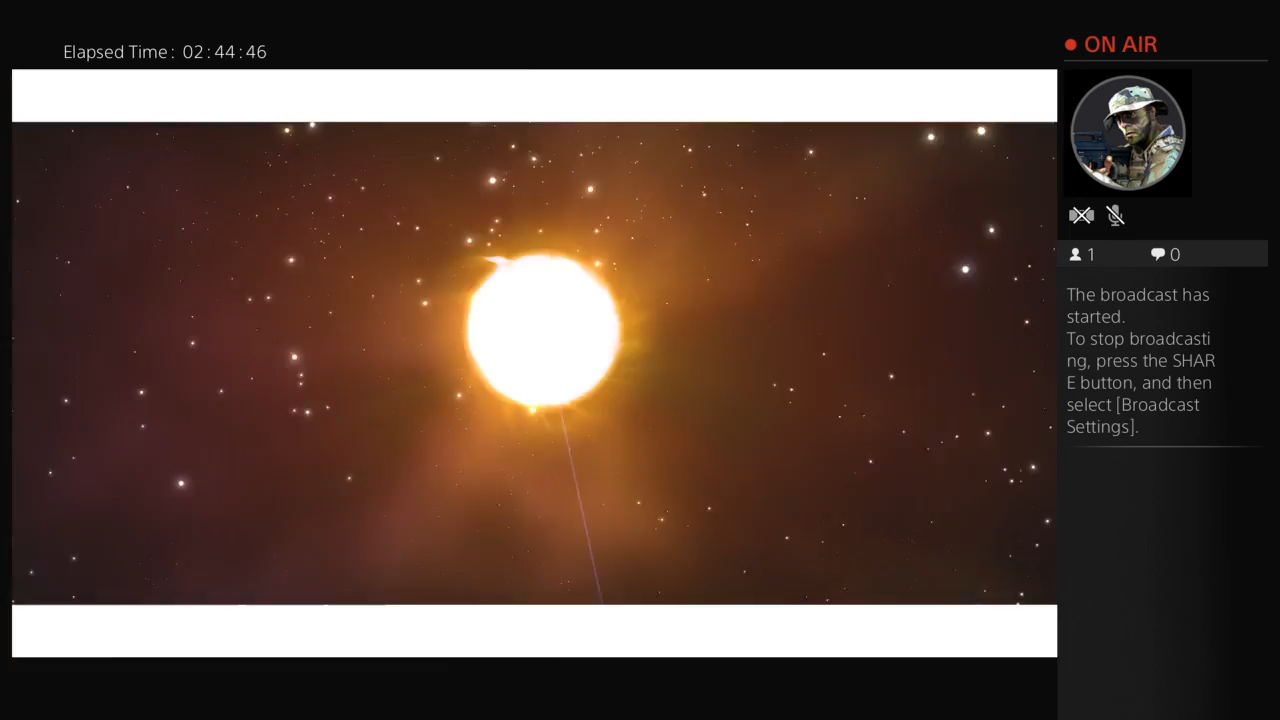 Elapsed Time: 02:44:46
ON AIR
1
0
The broadcast has
started.
To stop broadcasti
ng, press the SHAR
E button, and then
select [Broadcast
Settings].